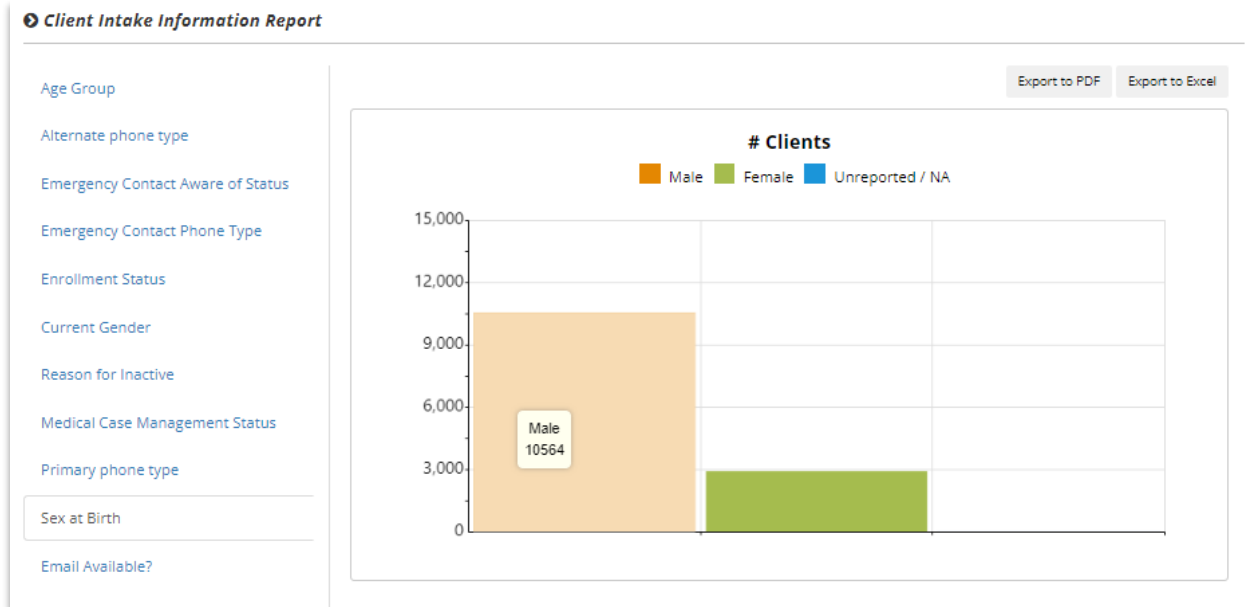 Client Intake Information Report
Age Group
Alternate phone type
Emergency Contact Aware of Status
Emergency Contact Phone Type
Enrollment Status
Current Gender
Reason for Inactive
Medical Case Management Status
Primary phone type
Sex at Birth
Email Available?
Export to PDF Export to Excel
# Clients
Male Female Unreported / NA
15,000
12,000
9,000
6,000
3,000
0
Male
10564